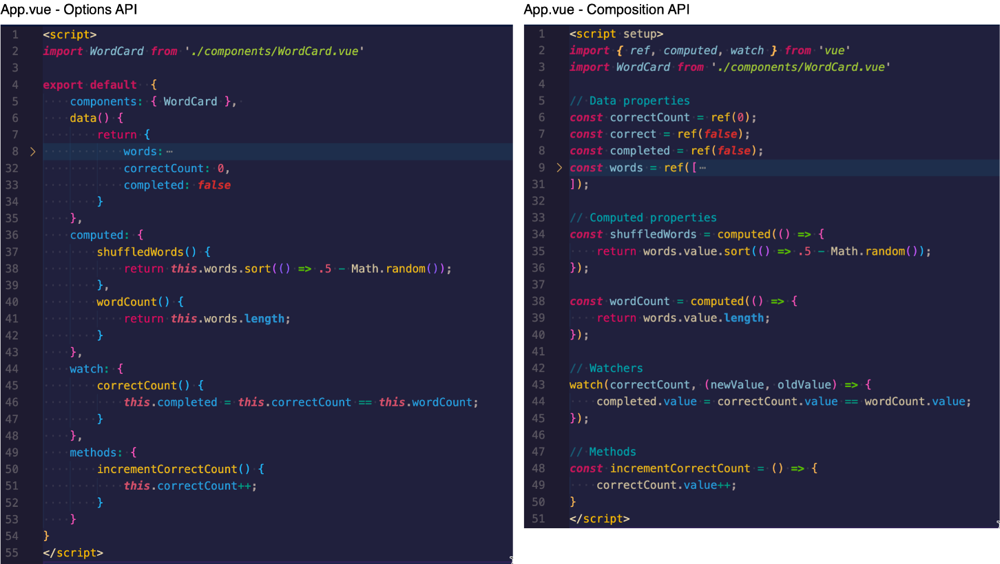 App.vue - Options API
1 <script>
2 import WordCard from './components/WordCard.vue'
3
4 export default {
5 components: { WordCard },
6 data() {
7 return {
8 words: ⋯
32 correctCount: 0,
33 completed: false
34 }
35 },
36 computed: {
37 shuffledWords() {
38 return this.words.sort(() => .5 - Math.random());
39 },
40 wordCount() {
41 return this.words.length;
42 }
43 },
44 watch: {
45 correctCount() {
46 this.completed = this.correctCount == this.wordCount;
47 }
48 },
49 methods: {
50 incrementCorrectCount() {
51 this.correctCount++;
52 }
53 }
54 }
55 </script>
App.vue - Composition API
1 <script setup>
2 import { ref, computed, watch } from 'vue'
3 import WordCard from './components/WordCard.vue'
4
5 // Data properties
6 const correctCount = ref(0);
7 const correct = ref(false);
8 const completed = ref(false);
9 const words = ref([⋯
31 ]);
32
33 // Computed properties
34 const shuffledWords = computed(() => {
35 return words.value.sort(() => .5 - Math.random());
36 });
37
38 const wordCount = computed(() => {
39 return words.value.length;
40 });
41
42 // Watchers
43 watch(correctCount, (newValue, oldValue) => {
44 completed.value = correctCount.value == wordCount.value;
45 });
46
47 // Methods
48 const incrementCorrectCount = () => {
49 correctCount.value++;
50 }
51 </script>